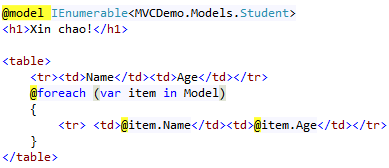 @model IEnumerable<MVCDemo.Models.Student>
<h1>Xin chao!</h1>
<table>
<tr><td>Name</td><td>Age</td></tr>
@foreach (var item in Model)
{
<tr> <td>@item.Name</td><td>@item.Age</td></tr>
}
</table>